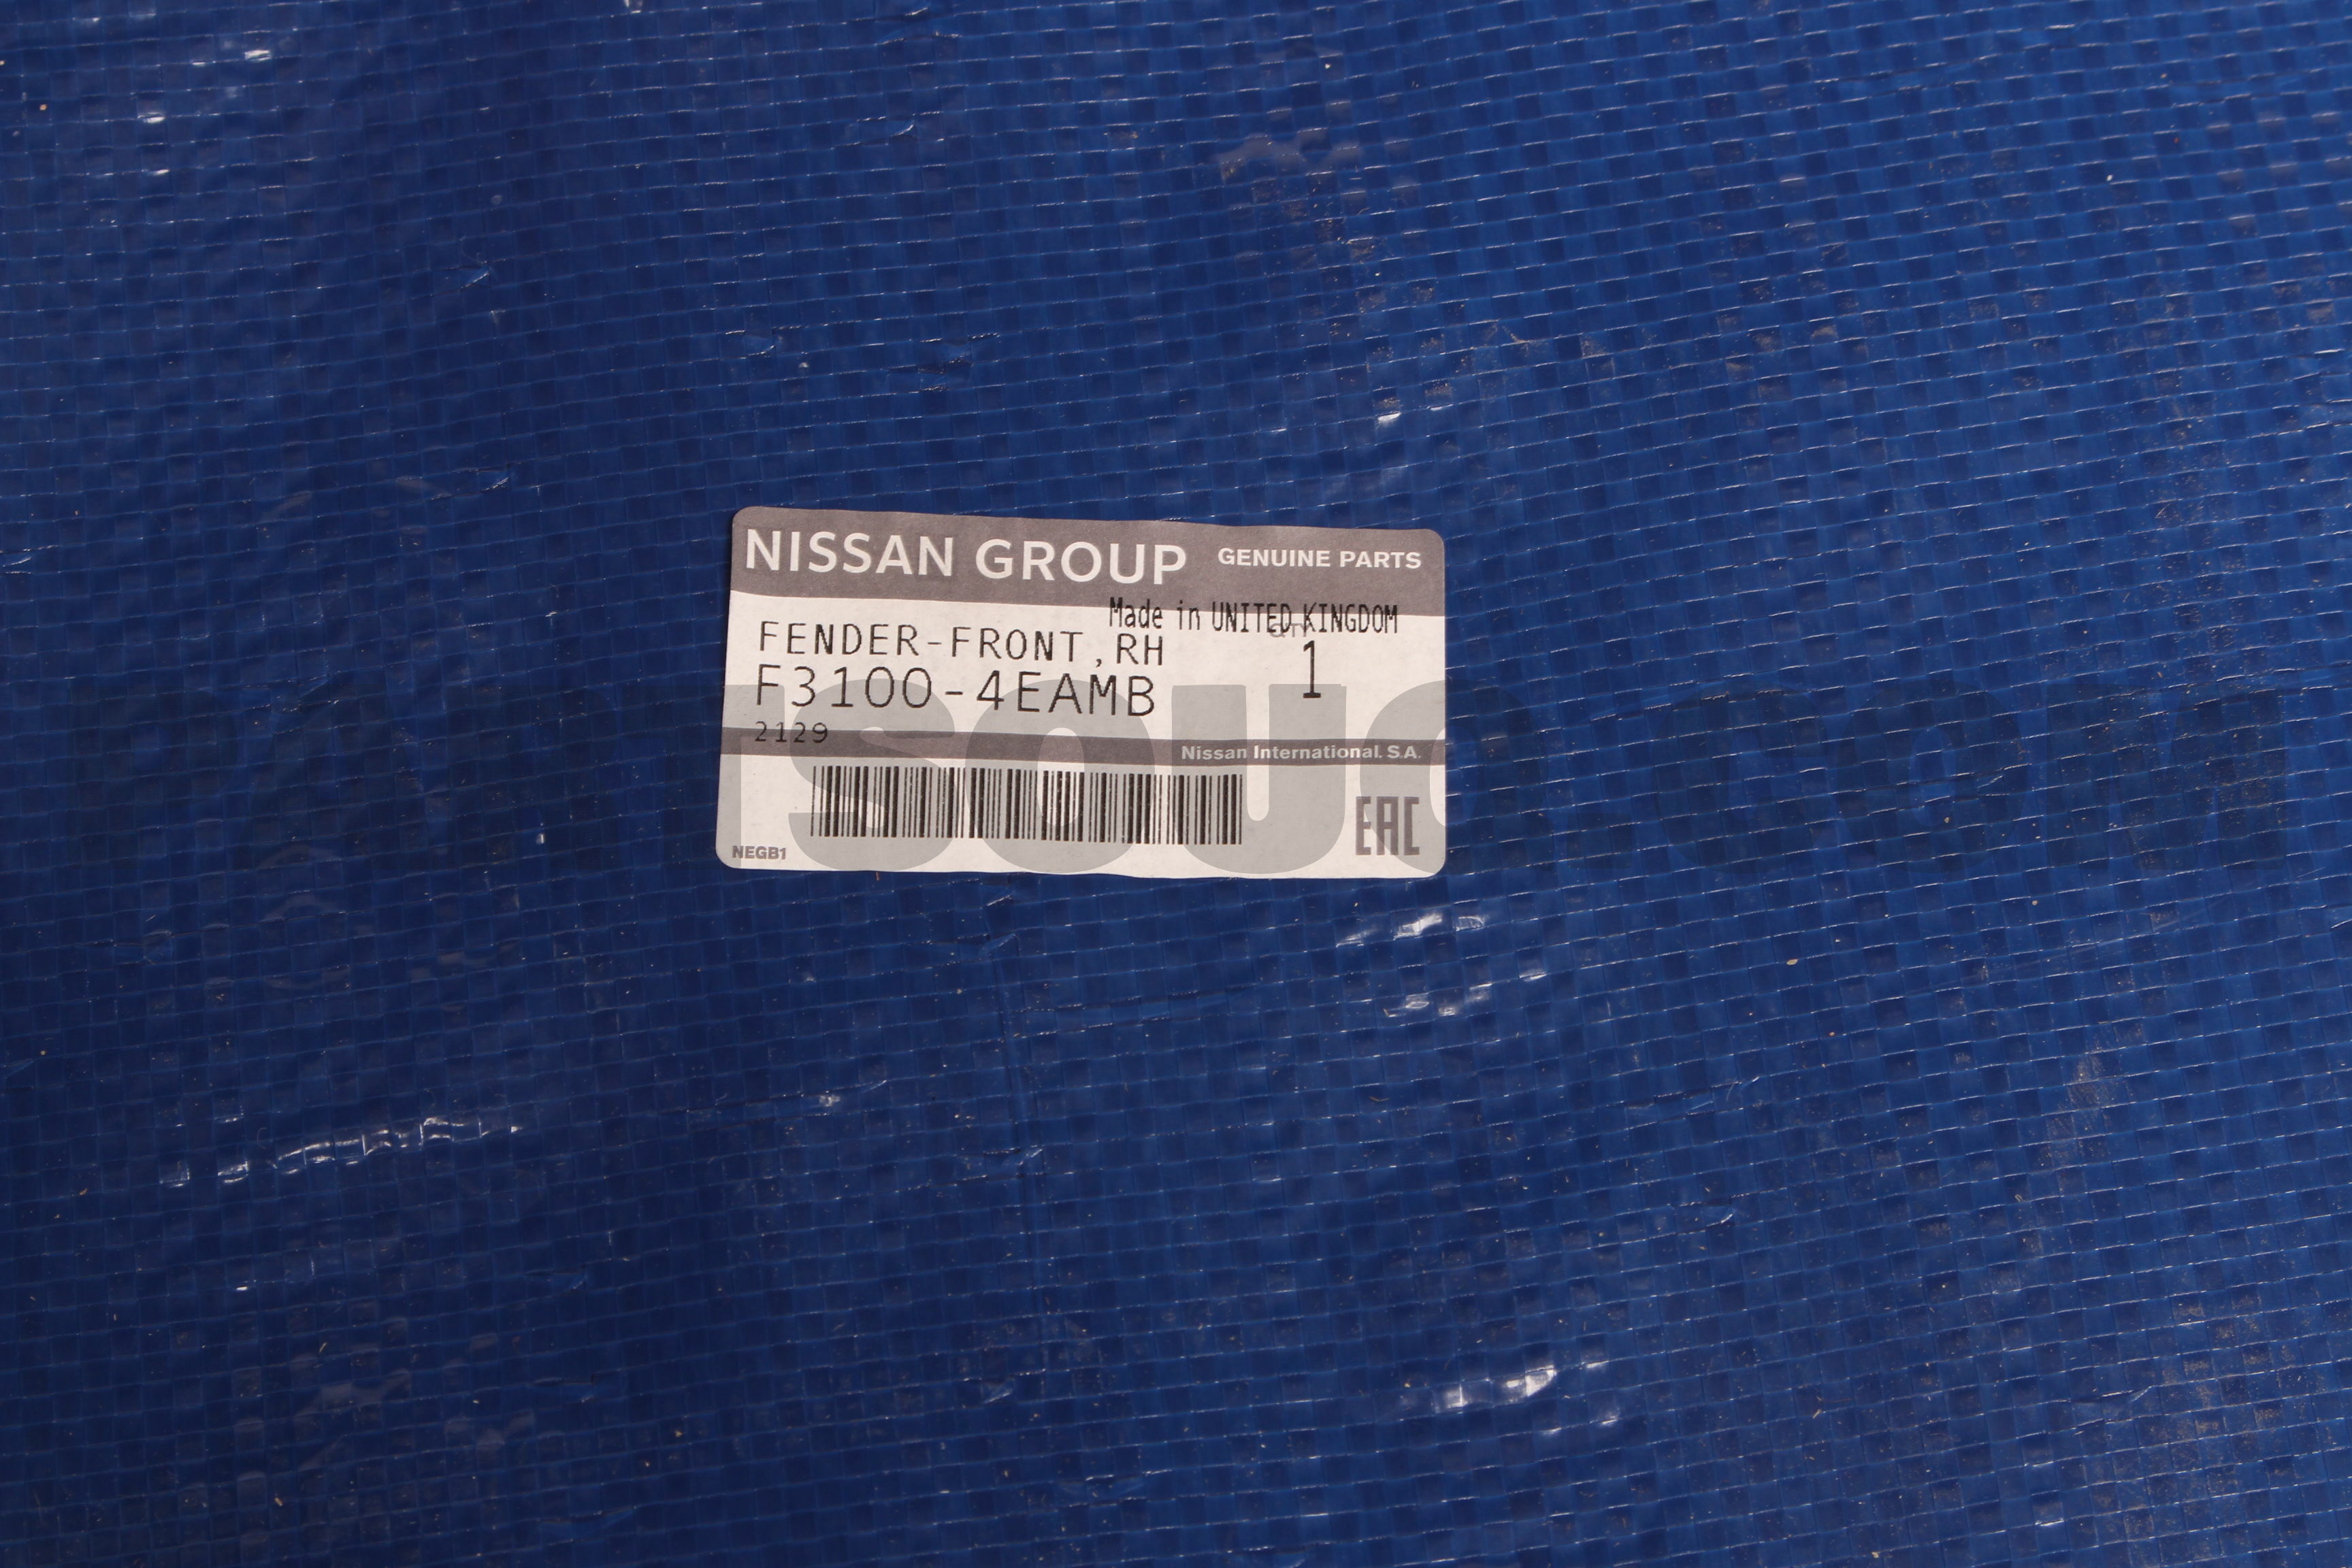 NISSAN GROUP GENUINE PARTS
Made in UNITED KINGDOM
FENDER-FRONT,RH
F3100-4EAMB 1
2129
Nissan International. S.A.
NEGB1
EAC